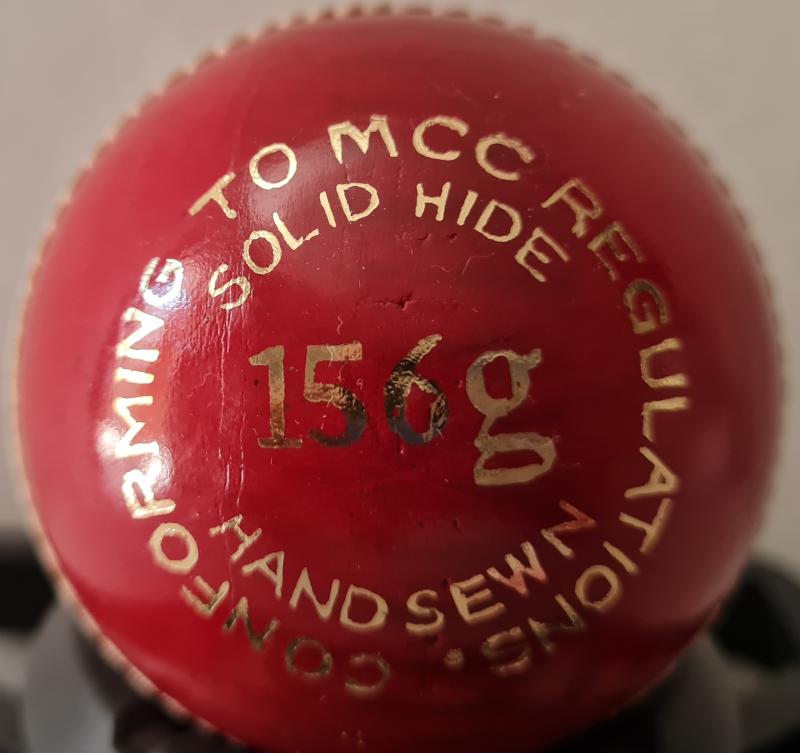 CONFORMING TO MCC REGULATIONS.
SOLID HIDE
156g
HAND SEWN